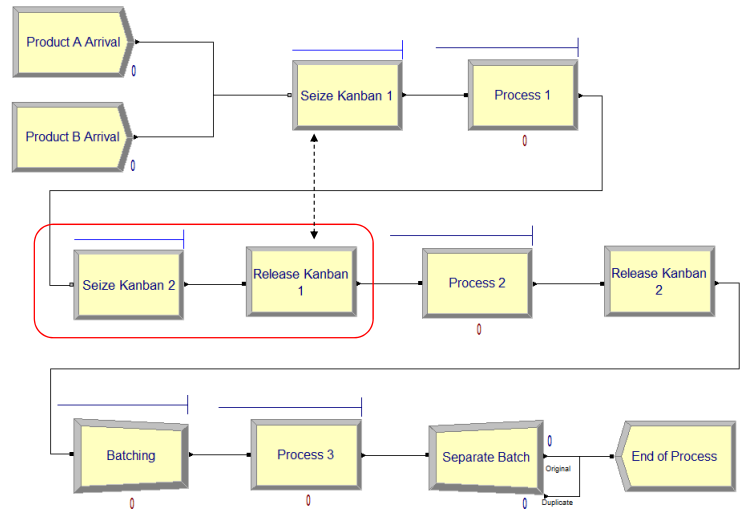 Product A Arrival
0
Product B Arrival
0
Seize Kanban 1
Process 1
0
Seize Kanban 2
Release Kanban
1
Process 2
0
Release Kanban
2
Batching
0
Process 3
0
Separate Batch
0
Original
Duplicate
0
End of Process